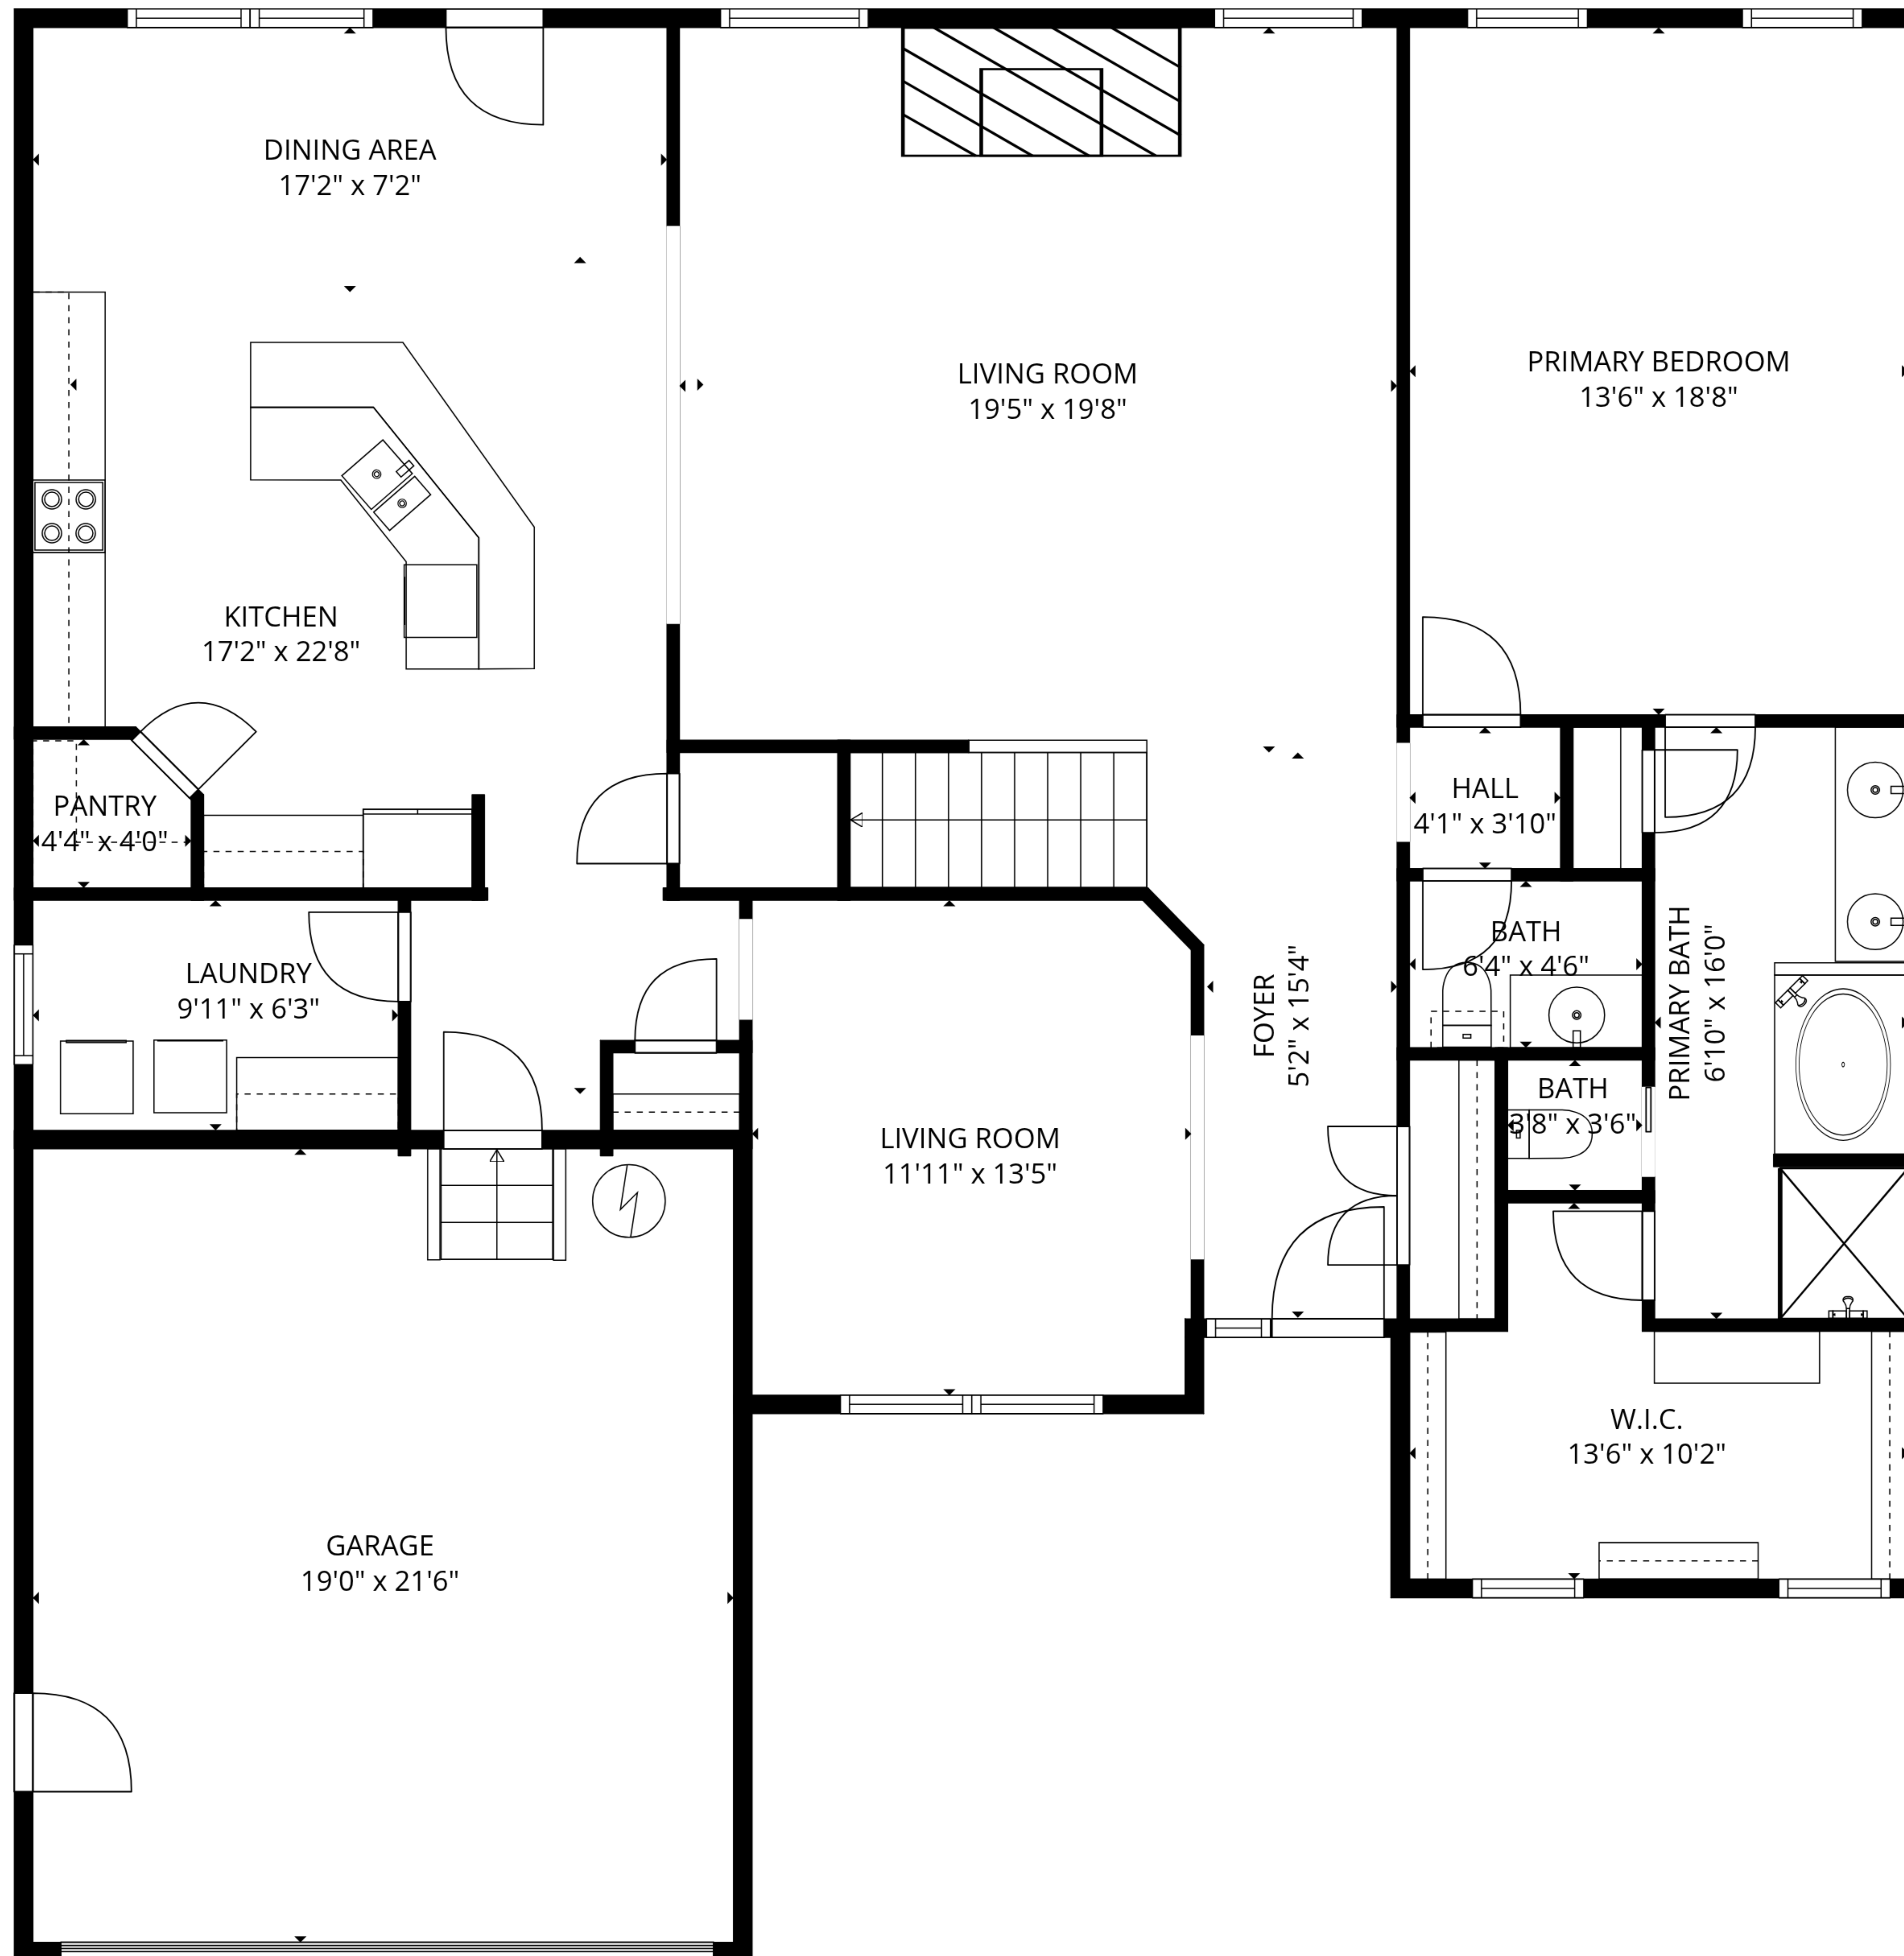 DINING AREA
17'2" x 7'2"
LIVING ROOM
19'5" x 19'8"
PRIMARY BEDROOM
13'6" x 18'8"
KITCHEN
17'2" x 22'8"
PANTRY
4'4" x 4'0"
HALL
4'1" x 3'10"
LAUNDRY
9'11" x 6'3"
BATH
6'4" x 4'6"
FOYER
5'2" x 15'4"
PRIMARY BATH
6'10" x 16'0"
BATH
3'8" x 3'6"
LIVING ROOM
11'11" x 13'5"
W.I.C.
13'6" x 10'2"
GARAGE
19'0" x 21'6"